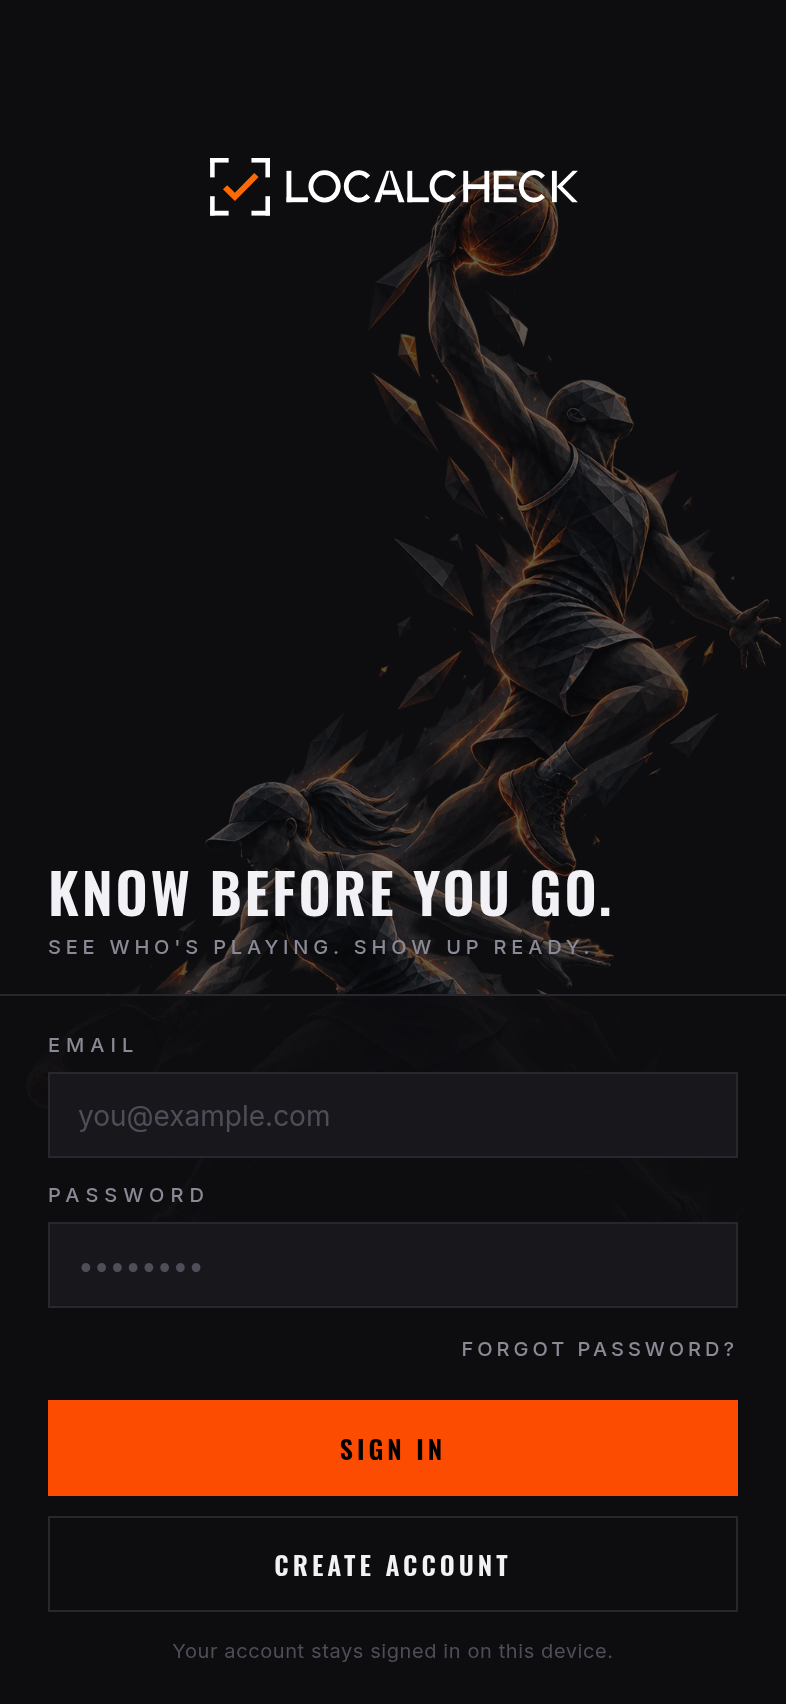 LOCALCHECK
KNOW BEFORE YOU GO.
SEE WHO'S PLAYING. SHOW UP READY.
EMAIL
you@example.com
PASSWORD
••••••••
FORGOT PASSWORD?
SIGN IN
CREATE ACCOUNT
Your account stays signed in on this device.